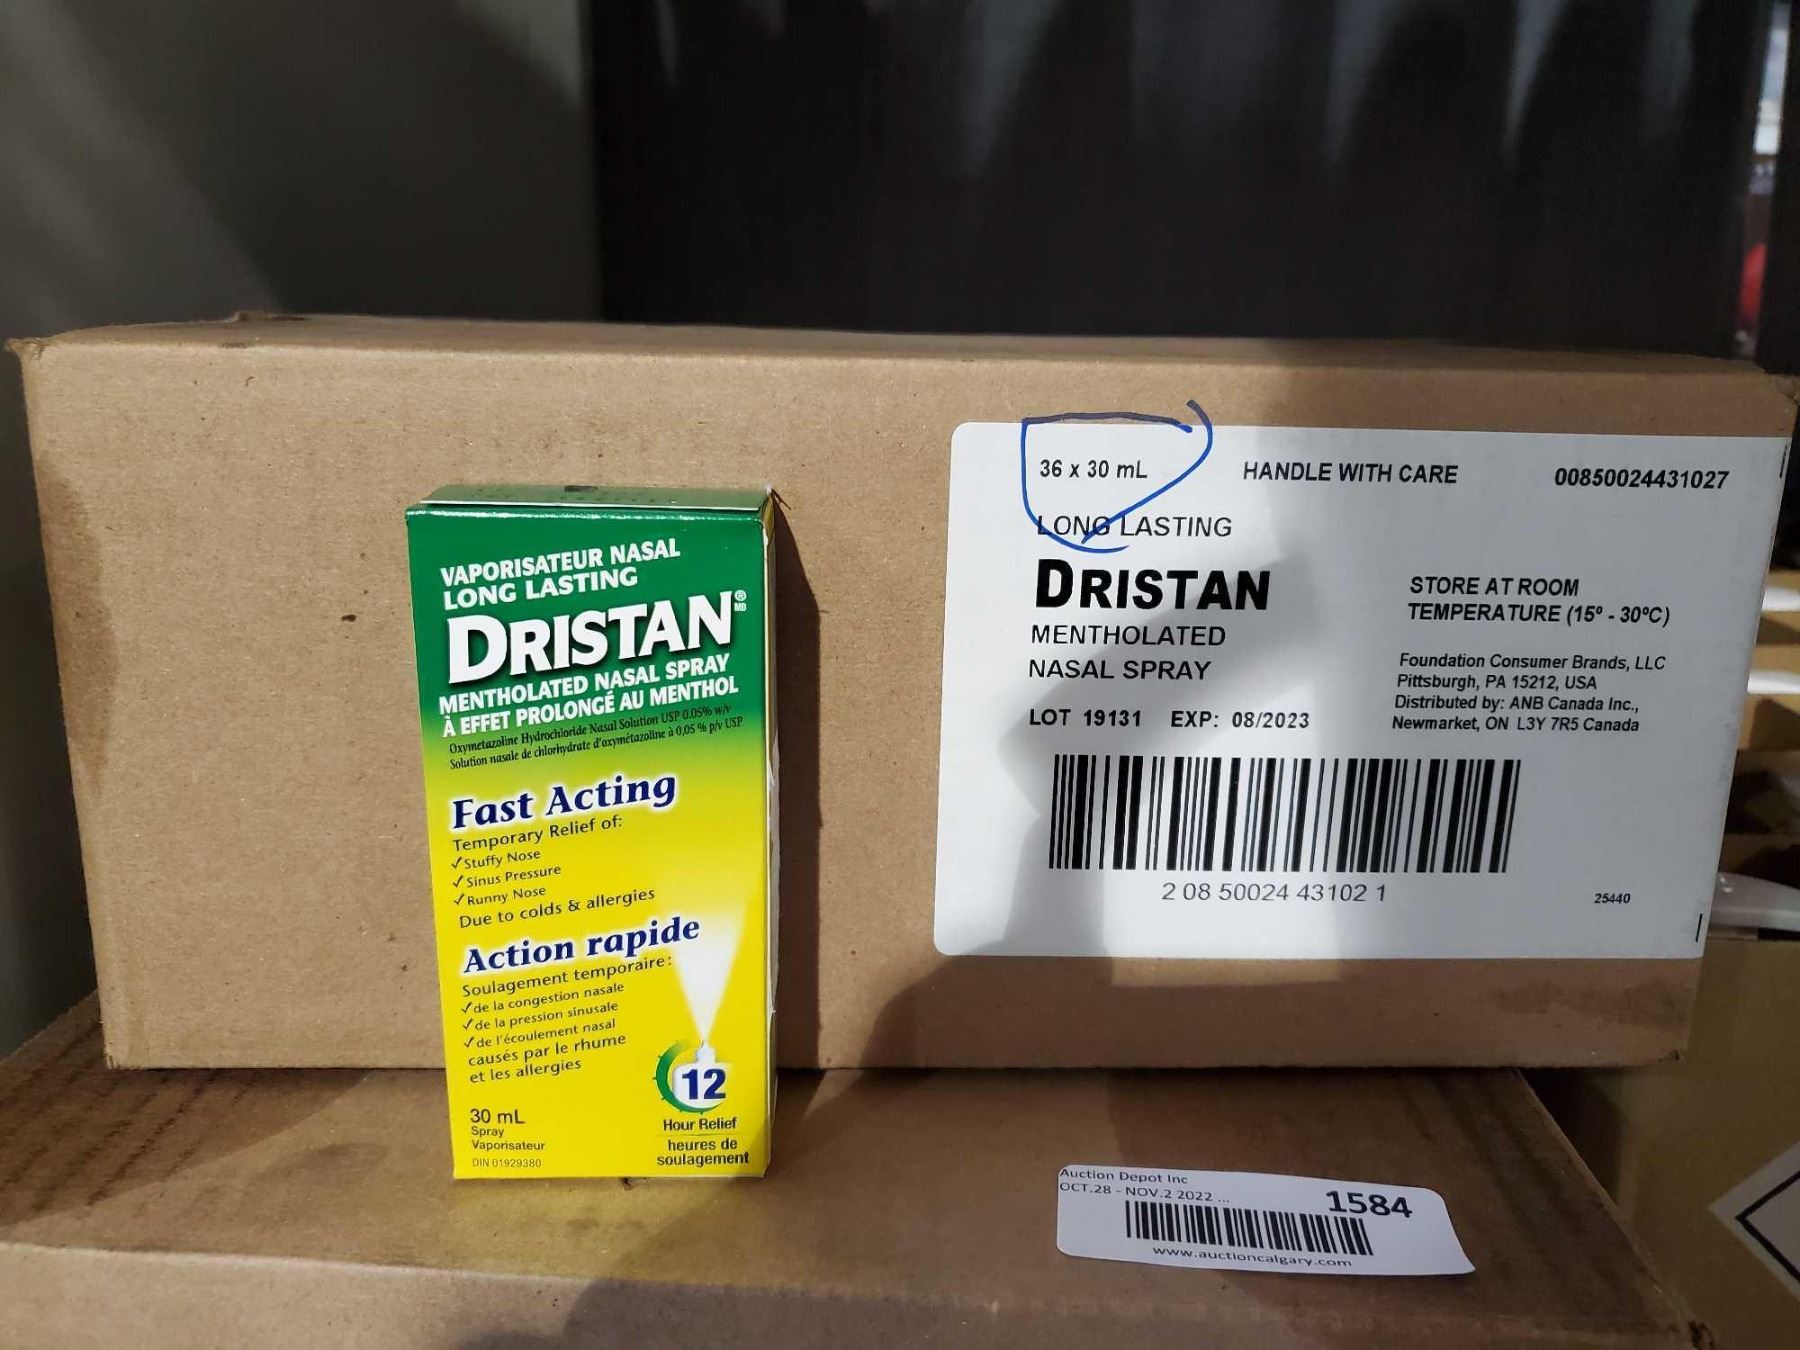 VAPORISATEUR NASAL
LONG LASTING
DRISTAN®
MD
MENTHOLATED NASAL SPRAY
À EFFET PROLONGÉ AU MENTHOL
Oxymetazoline Hydrochloride Nasal Solution USP 0.05% w/v
Solution nasale de chlorhydrate d'oxymétazoline à 0,05 % p/v USP
Fast Acting
Temporary Relief of:
✓Stuffy Nose
✓Sinus Pressure
✓Runny Nose
Due to colds & allergies
Action rapide
Soulagement temporaire:
✓de la congestion nasale
✓de la pression sinusale
✓de l'écoulement nasal
causés par le rhume
et les allergies
12
Hour Relief
heures de
soulagement
30 mL
Spray
Vaporisateur
DIN 01929380
36 x 30 mL HANDLE WITH CARE 00850024431027
LONG LASTING
DRISTAN
MENTHOLATED
NASAL SPRAY
LOT 19131 EXP: 08/2023
STORE AT ROOM
TEMPERATURE (15º - 30ºC)
Foundation Consumer Brands, LLC
Pittsburgh, PA 15212, USA
Distributed by: ANB Canada Inc.,
Newmarket, ON L3Y 7R5 Canada
2 08 50024 43102 1
25440
Auction Depot Inc
OCT.28 - NOV.2 2022 ...
1584
www.auctioncalgary.com